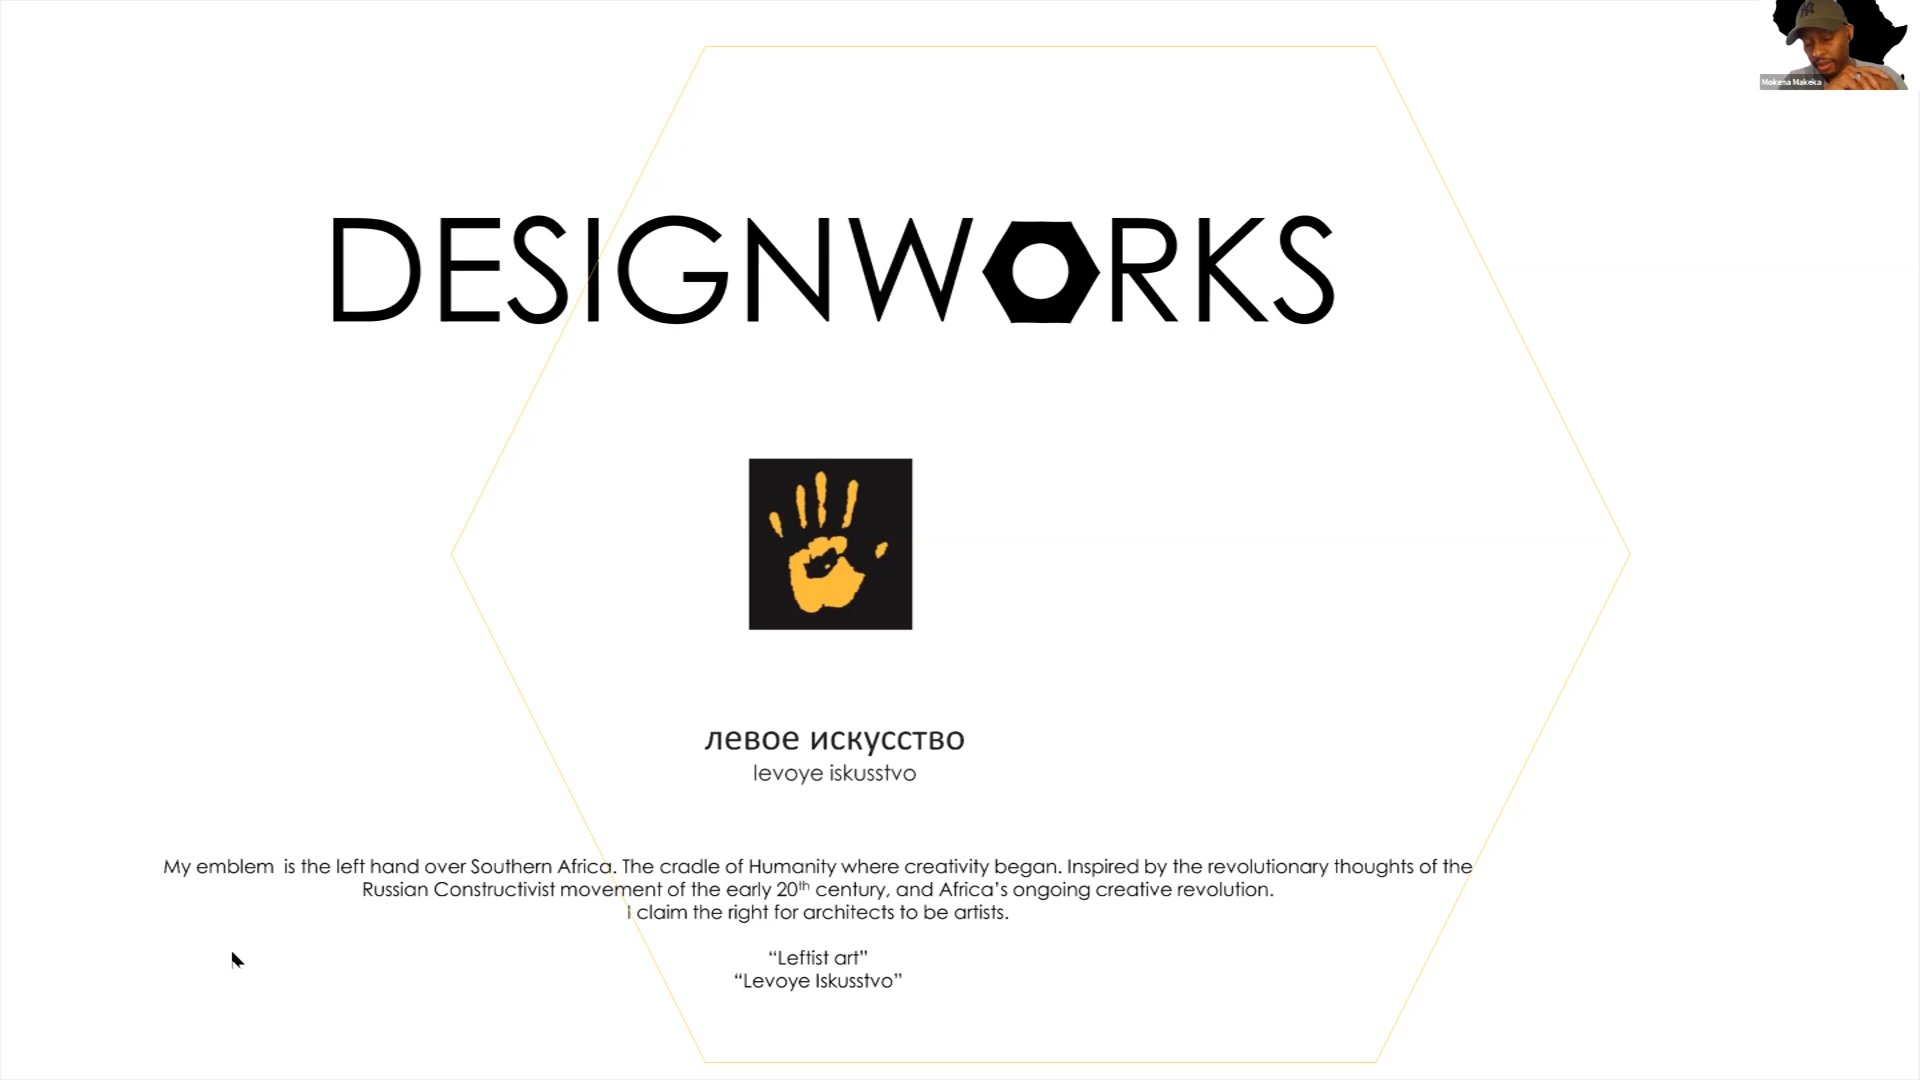 Mokena Makeka
DESIGNWORKS
левое искусство
levoye iskusstvo
My emblem is the left hand over Southern Africa. The cradle of Humanity where creativity began. Inspired by the revolutionary thoughts of the
Russian Constructivist movement of the early 20th century, and Africa’s ongoing creative revolution.
I claim the right for architects to be artists.
“Leftist art”
“Levoye Iskusstvo”